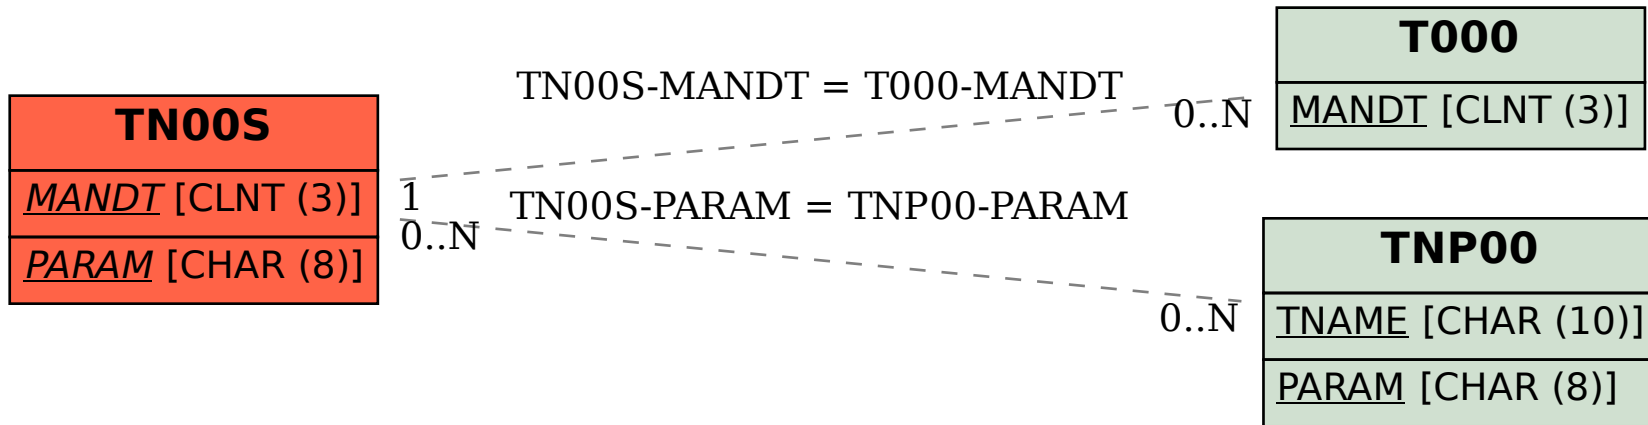 TN00S
MANDT [CLNT (3)]
PARAM [CHAR (8)]
TN00S-MANDT = T000-MANDT
0..N
1
TN00S-PARAM = TNP00-PARAM
0..N
0..N
T000
MANDT [CLNT (3)]
TNP00
TNAME [CHAR (10)]
PARAM [CHAR (8)]